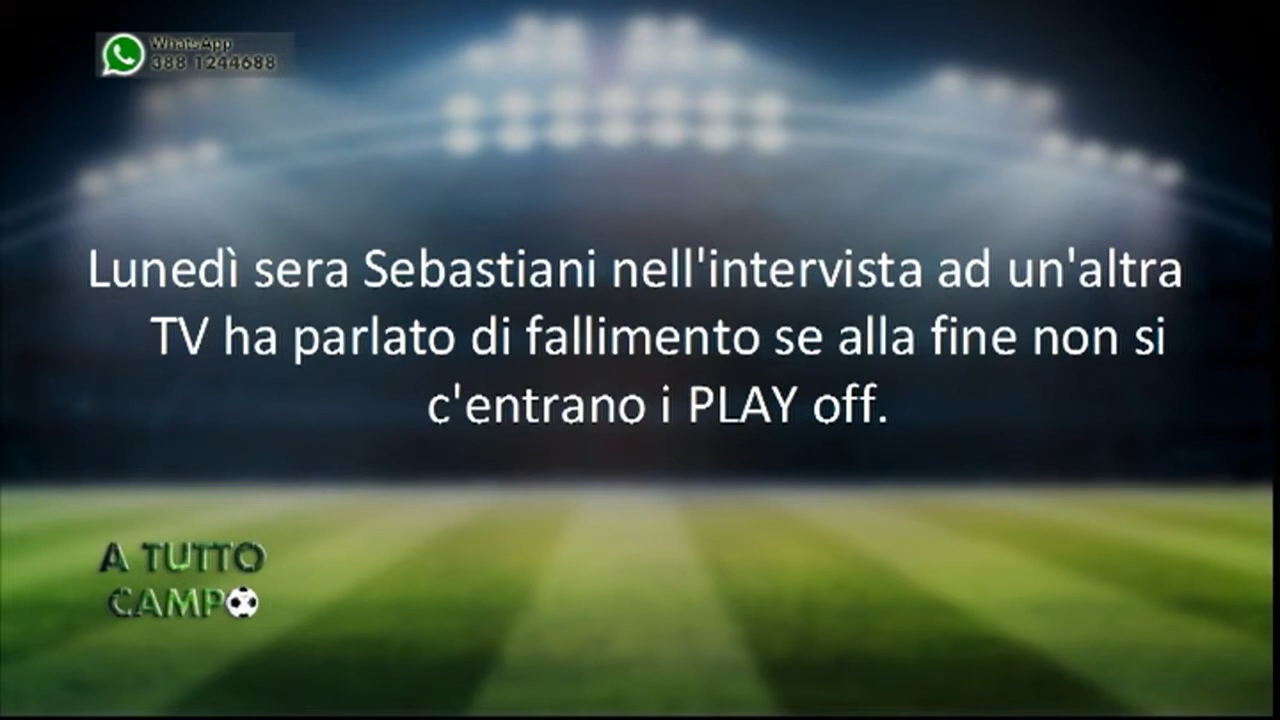 WhatsApp
388 1244688
Lunedì sera Sebastiani nell'intervista ad un'altra
TV ha parlato di fallimento se alla fine non si
c'entrano i PLAY off.
A TUTTO
CAMPO